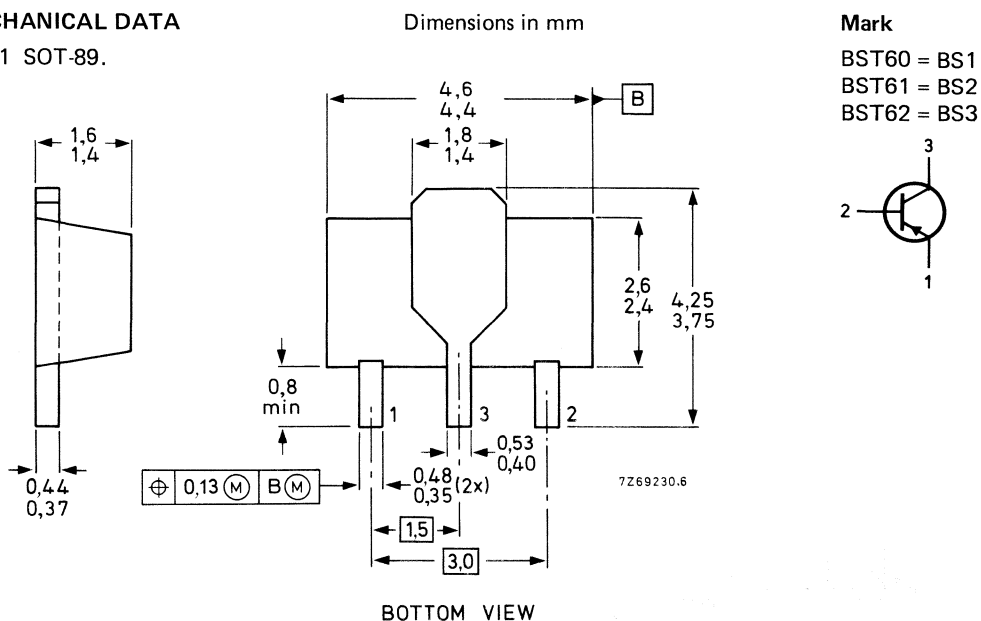 CHANICAL DATA
1 SOT-89.
Dimensions in mm
Mark
BST60 = BS1
BST61 = BS2
BST62 = BS3
3
2
1
4,6
4,4
B
1,8
1,4
1,6
1,4
2,6
2,4
4,25
3,75
0,8
min
1
3
2
0,53
0,40
0,44
0,37
0,13 M B M
0,48
0,35 (2x)
7Z69230.6
1,5
3,0
BOTTOM VIEW